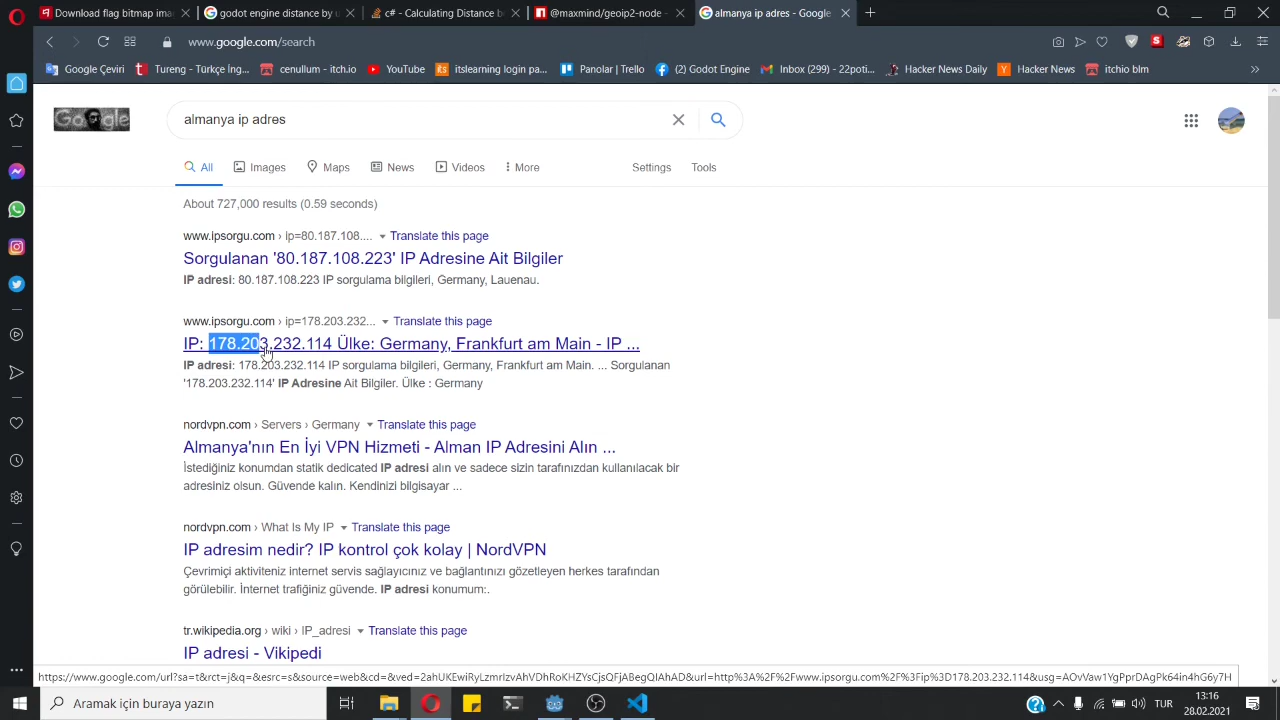 Download flag bitmap ima
godot engine distance by u
c# - Calculating Distance b
@maxmind/geoip2-node -
almanya ip adres - Google
www.google.com/search
Google Çeviri
Tureng - Türkçe İng...
cenullum - itch.io
YouTube
itslearning login pa...
Panolar | Trello
(2) Godot Engine
Inbox (299) - 22poti...
Hacker News Daily
Hacker News
itchio bim
Google
almanya ip adres
All
Images
Maps
News
Videos
More
Settings
Tools
About 727,000 results (0.59 seconds)
www.ipsorgu.com › ip=80.187.108.... Translate this page
Sorgulanan '80.187.108.223' IP Adresine Ait Bilgiler
IP adresi: 80.187.108.223 IP sorgulama bilgileri, Germany, Lauenau.
www.ipsorgu.com › ip=178.203.232... Translate this page
IP: 178.203.232.114 Ülke: Germany, Frankfurt am Main - IP ...
IP adresi: 178.203.232.114 IP sorgulama bilgileri, Germany, Frankfurt am Main. ... Sorgulanan
'178.203.232.114' IP Adresine Ait Bilgiler. Ülke : Germany
nordvpn.com › Servers › Germany Translate this page
Almanya'nın En İyi VPN Hizmeti - Alman IP Adresini Alın ...
İstediğiniz konumdan statik dedicated IP adresi alın ve sadece sizin tarafınızdan kullanılacak bir
adresiniz olsun. Güvende kalın. Kendinizi bilgisayar ...
nordvpn.com › What Is My IP Translate this page
IP adresim nedir? IP kontrol çok kolay | NordVPN
Çevrimiçi aktiviteniz internet servis sağlayıcınız ve bağlantınızı gözetleyen herkes tarafından
görülebilir. İnternet trafiğiniz güvende. IP adresi konumum:.
tr.wikipedia.org › wiki › IP_adresi Translate this page
IP adresi - Vikipedi
Aramak için buraya yazın
TUR
13:16
28.02.2021